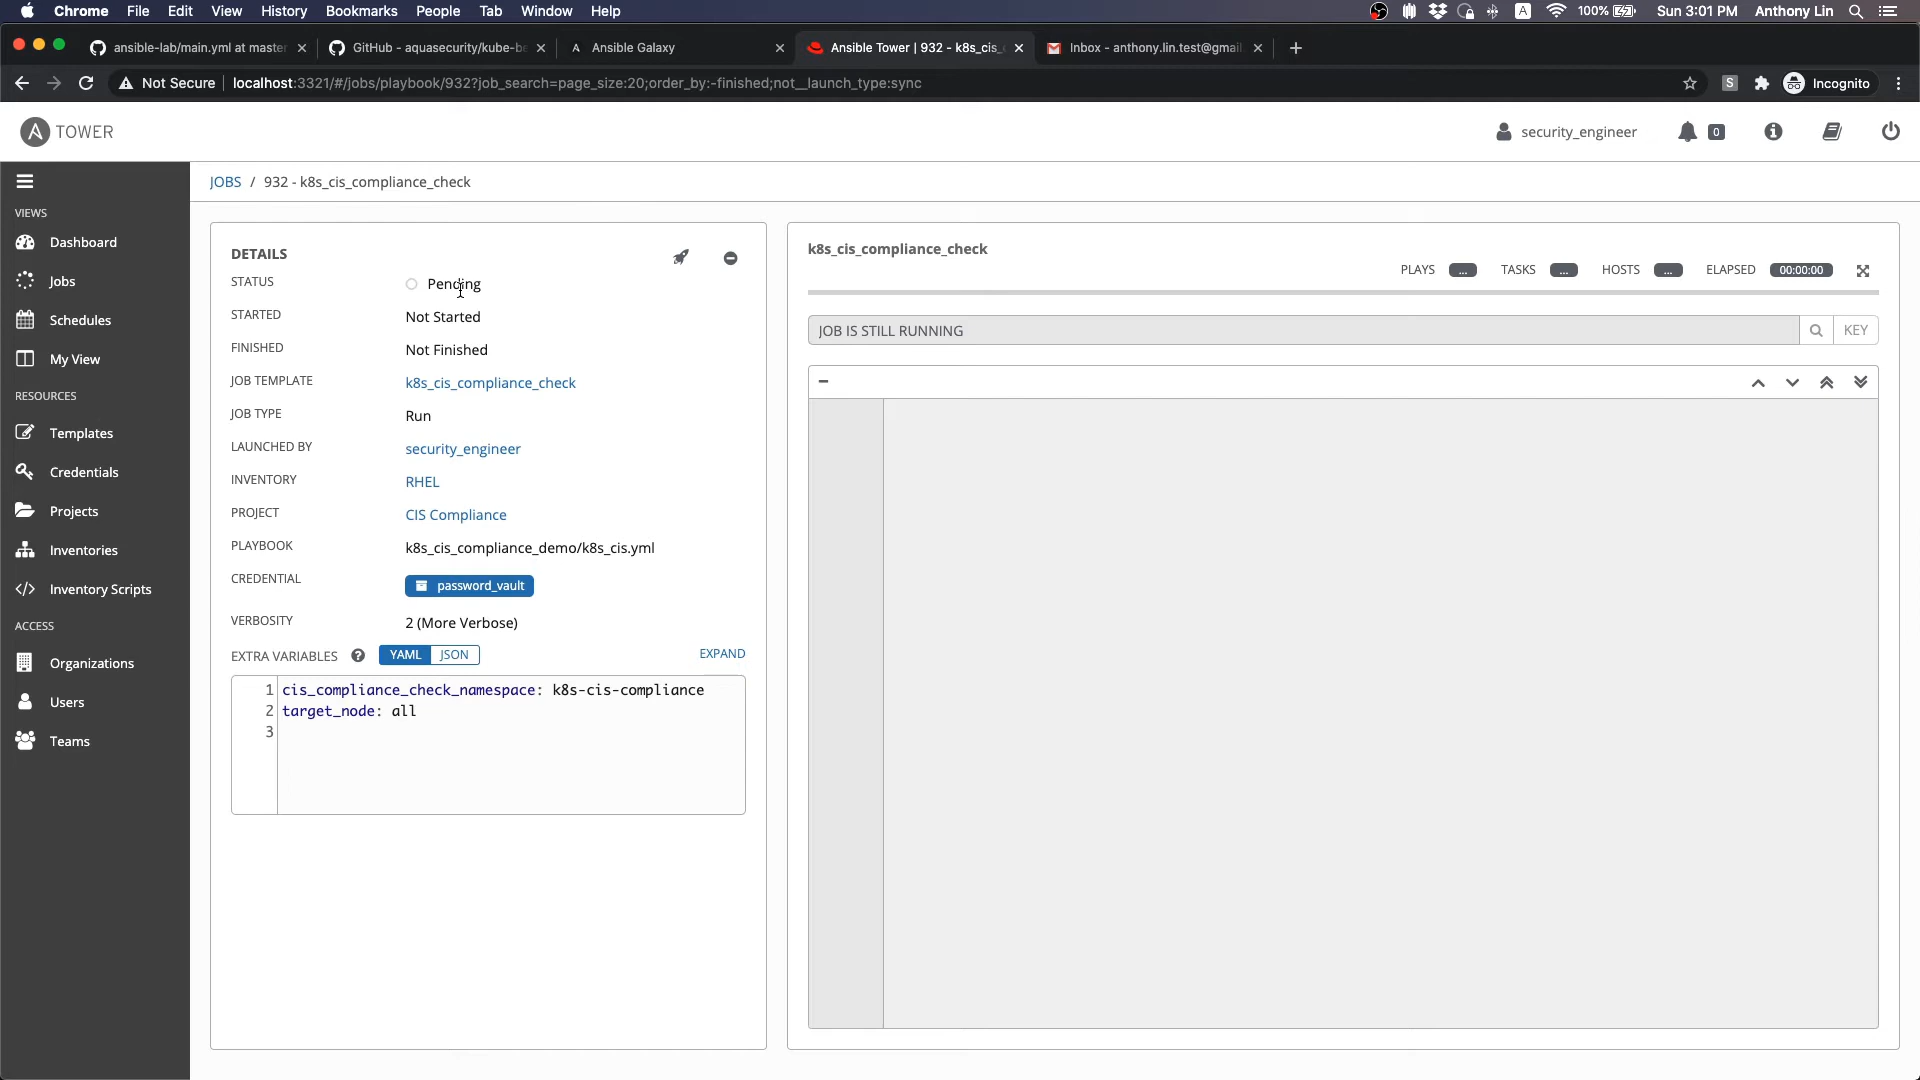 Chrome File Edit View History Bookmarks People Tab Window Help
A 100% Sun 3:01 PM Anthony Lin
ansible-lab/main.yml at master
GitHub - aquasecurity/kube-be
A Ansible Galaxy
Ansible Tower | 932 - k8s_cis_
Inbox - anthony.lin.test@gmail
Not Secure localhost:3321/#/jobs/playbook/932?job_search=page_size:20;order_by:-finished;not__launch_type:sync
S Incognito
A TOWER
security_engineer 0
JOBS / 932 - k8s_cis_compliance_check
VIEWS
Dashboard
Jobs
Schedules
My View
RESOURCES
Templates
Credentials
Projects
Inventories
Inventory Scripts
ACCESS
Organizations
Users
Teams
DETAILS
STATUS Pending
STARTED Not Started
FINISHED Not Finished
JOB TEMPLATE k8s_cis_compliance_check
JOB TYPE Run
LAUNCHED BY security_engineer
INVENTORY RHEL
PROJECT CIS Compliance
PLAYBOOK k8s_cis_compliance_demo/k8s_cis.yml
CREDENTIAL password_vault
VERBOSITY 2 (More Verbose)
EXTRA VARIABLES ? YAML JSON EXPAND
1 cis_compliance_check_namespace: k8s-cis-compliance
2 target_node: all
3
k8s_cis_compliance_check
PLAYS ... TASKS ... HOSTS ... ELAPSED 00:00:00
JOB IS STILL RUNNING KEY